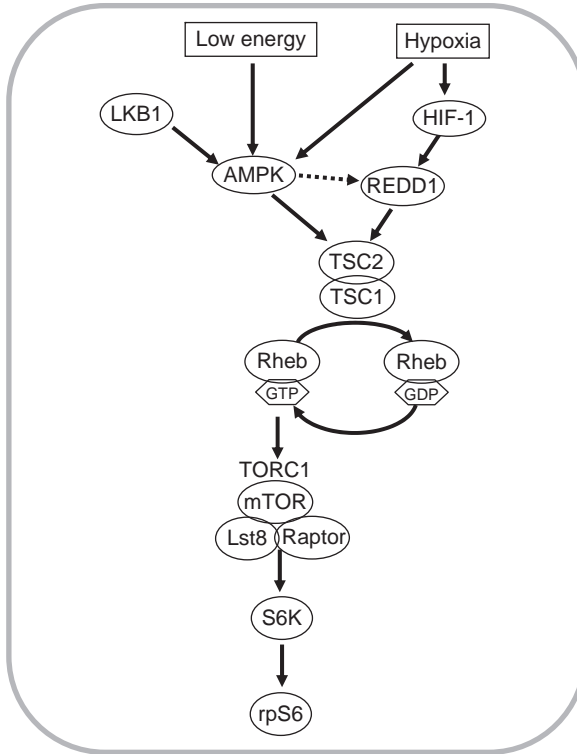 Low energy
Hypoxia
LKB1
HIF-1
AMPK
REDD1
TSC2
TSC1
Rheb
Rheb
GTP
GDP
TORC1
mTOR
Lst8
Raptor
S6K
rpS6